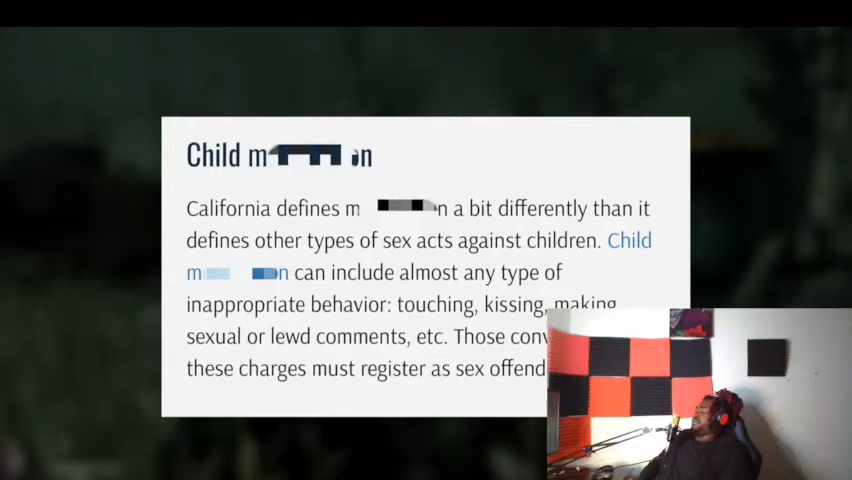 Child m on
California defines m n a bit differently than it
defines other types of sex acts against children. Child
m on can include almost any type of
inappropriate behavior: touching, kissing, making
sexual or lewd comments, etc. Those
these charges must register as sex